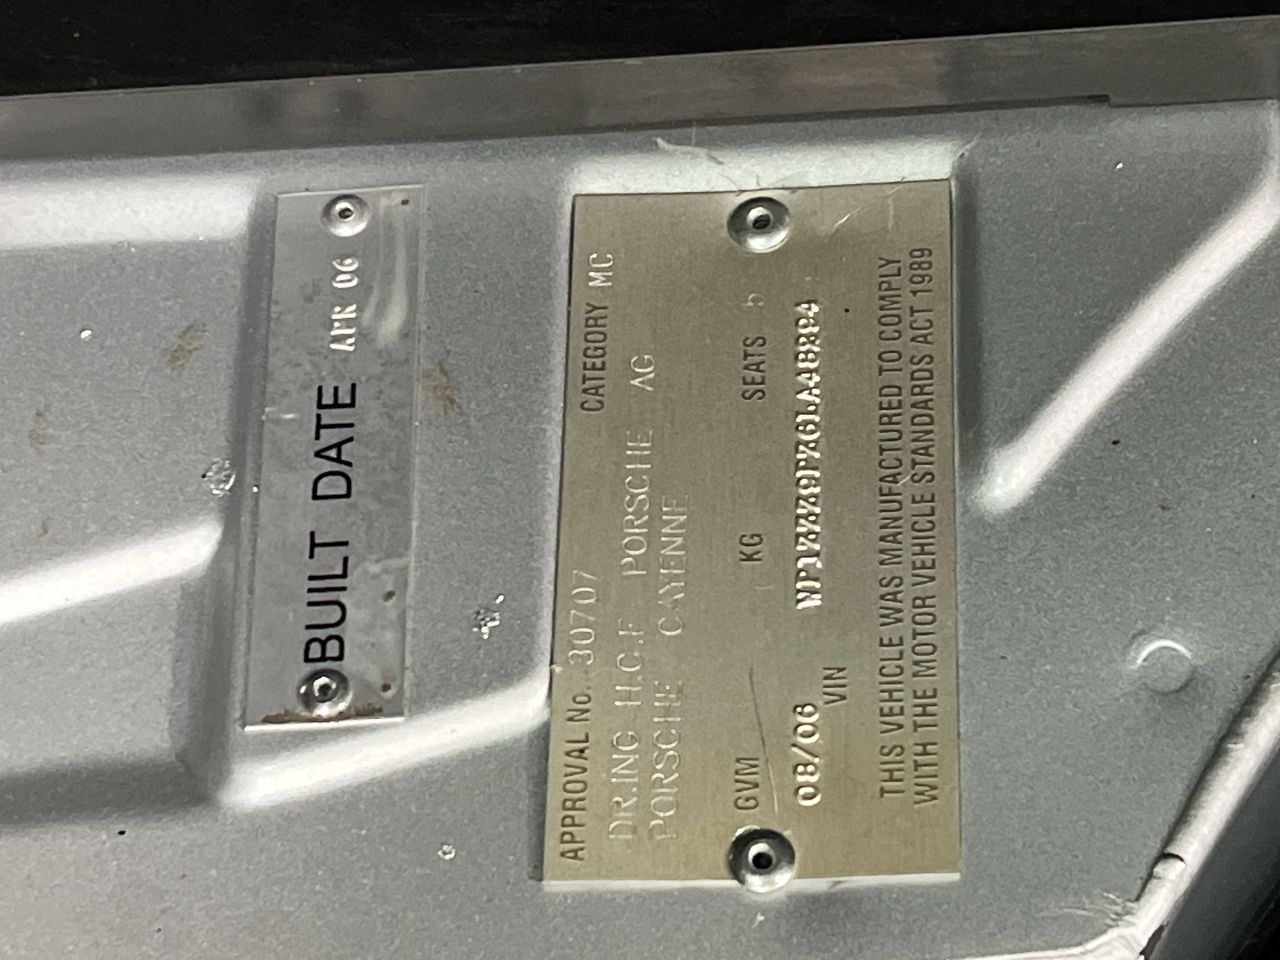 BUILT DATE APR 06
APPROVAL No. 30707 CATEGORY MC
DR.ING H.C.F PORSCHE AG
PORSCHE CAYENNE
GVM KG SEATS 5
08/06 VIN
THIS VEHICLE WAS MANUFACTURED TO COMPLY
WITH THE MOTOR VEHICLE STANDARDS ACT 1989